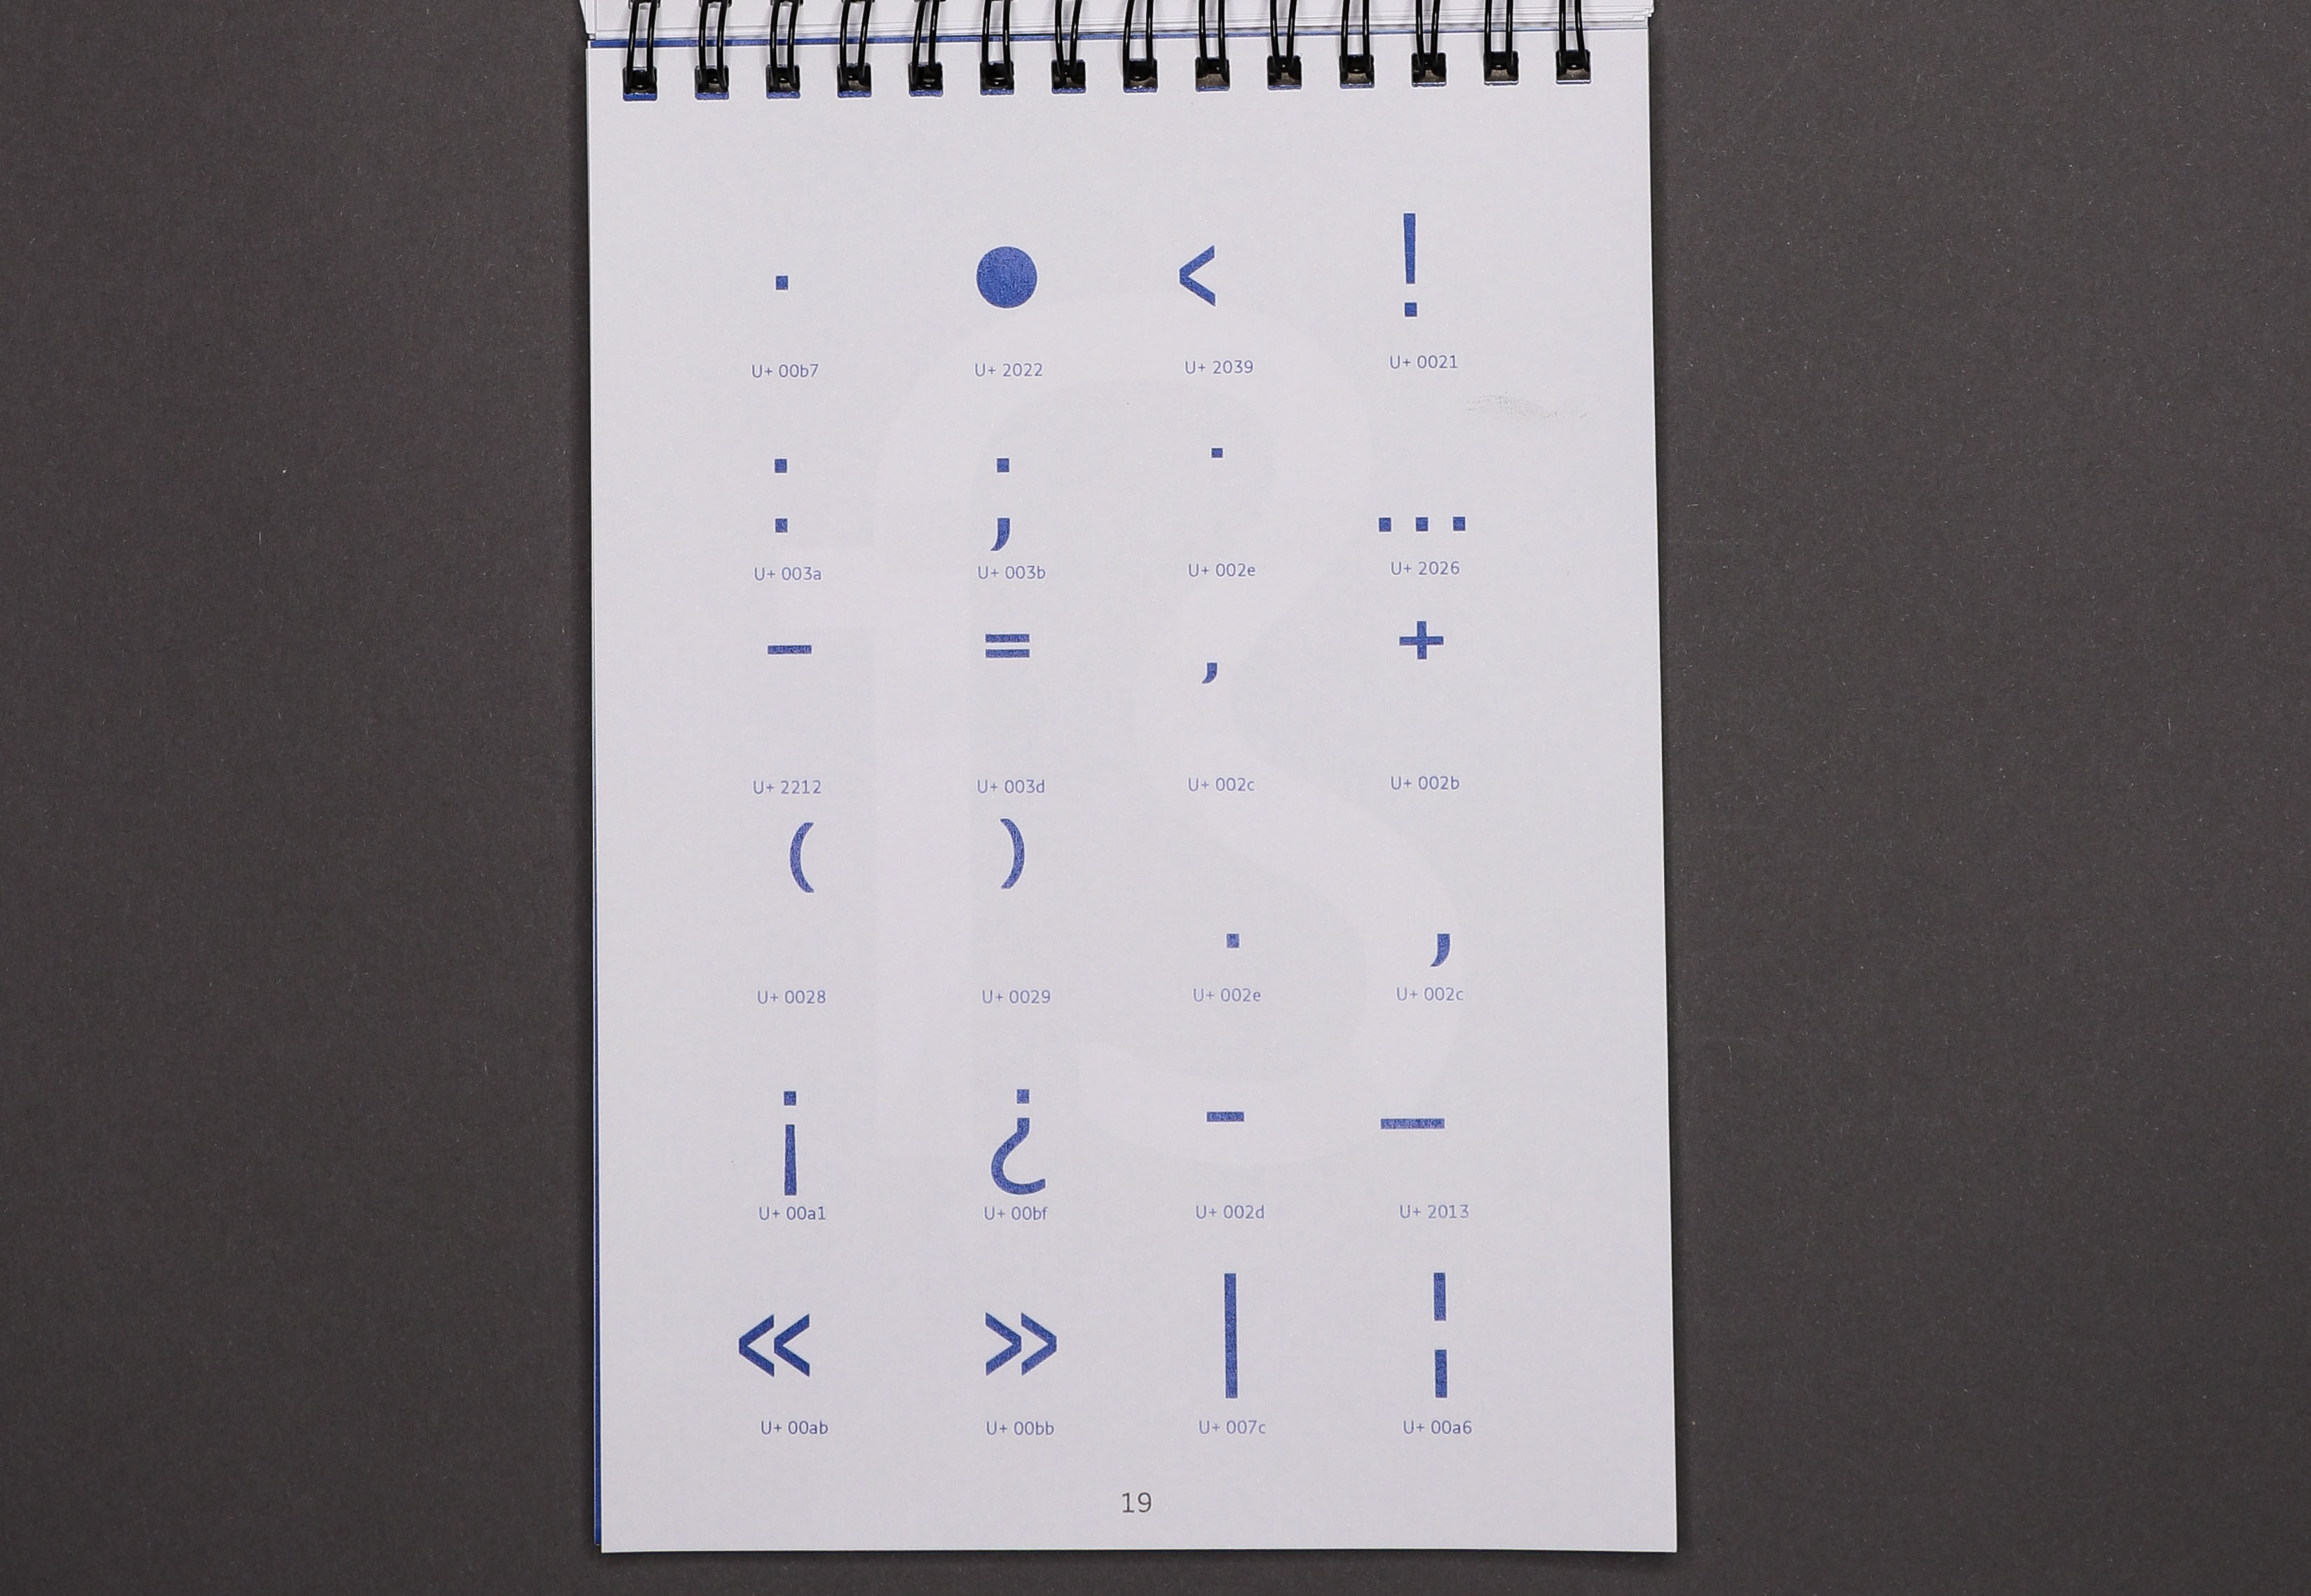 · • ‹ !
U+ 00b7 U+ 2022 U+ 2039 U+ 0021
: ; · …
U+ 003a U+ 003b U+ 002e U+ 2026
− = , +
U+ 2212 U+ 003d U+ 002c U+ 002b
( ) . ,
U+ 0028 U+ 0029 U+ 002e U+ 002c
¡ ¿ - –
U+ 00a1 U+ 00bf U+ 002d U+ 2013
« » | ¦
U+ 00ab U+ 00bb U+ 007c U+ 00a6
ß
19